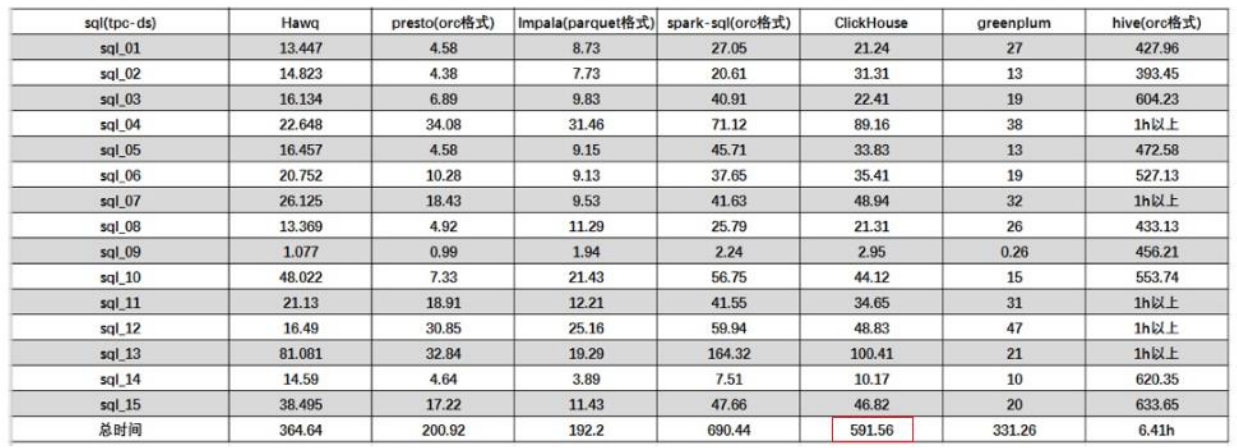 sql(tpc-ds) Hawq presto(orc格式) Impala(parquet格式) spark-sql(orc格式) ClickHouse greenplum hive(orc格式)
sql_01 13.447 4.58 8.73 27.05 21.24 27 427.96
sql_02 14.823 4.38 7.73 20.61 31.31 13 393.45
sql_03 16.134 6.89 9.83 40.91 22.41 19 604.23
sql_04 22.648 34.08 31.46 71.12 89.16 38 1h以上
sql_05 16.457 4.58 9.15 45.71 33.83 13 472.58
sql_06 20.752 10.28 9.13 37.65 35.41 19 527.13
sql_07 26.125 18.43 9.53 41.63 48.94 32 1h以上
sql_08 13.369 4.92 11.29 25.79 21.31 26 433.13
sql_09 1.077 0.99 1.94 2.24 2.95 0.26 456.21
sql_10 48.022 7.33 21.43 56.75 44.12 15 553.74
sql_11 21.13 18.91 12.21 41.55 34.65 31 1h以上
sql_12 16.49 30.85 25.16 59.94 48.83 47 1h以上
sql_13 81.081 32.84 19.29 164.32 100.41 21 1h以上
sql_14 14.59 4.64 3.89 7.51 10.17 10 620.35
sql_15 38.495 17.22 11.43 47.66 46.82 20 633.65
总时间 364.64 200.92 192.2 690.44 591.56 331.26 6.41h